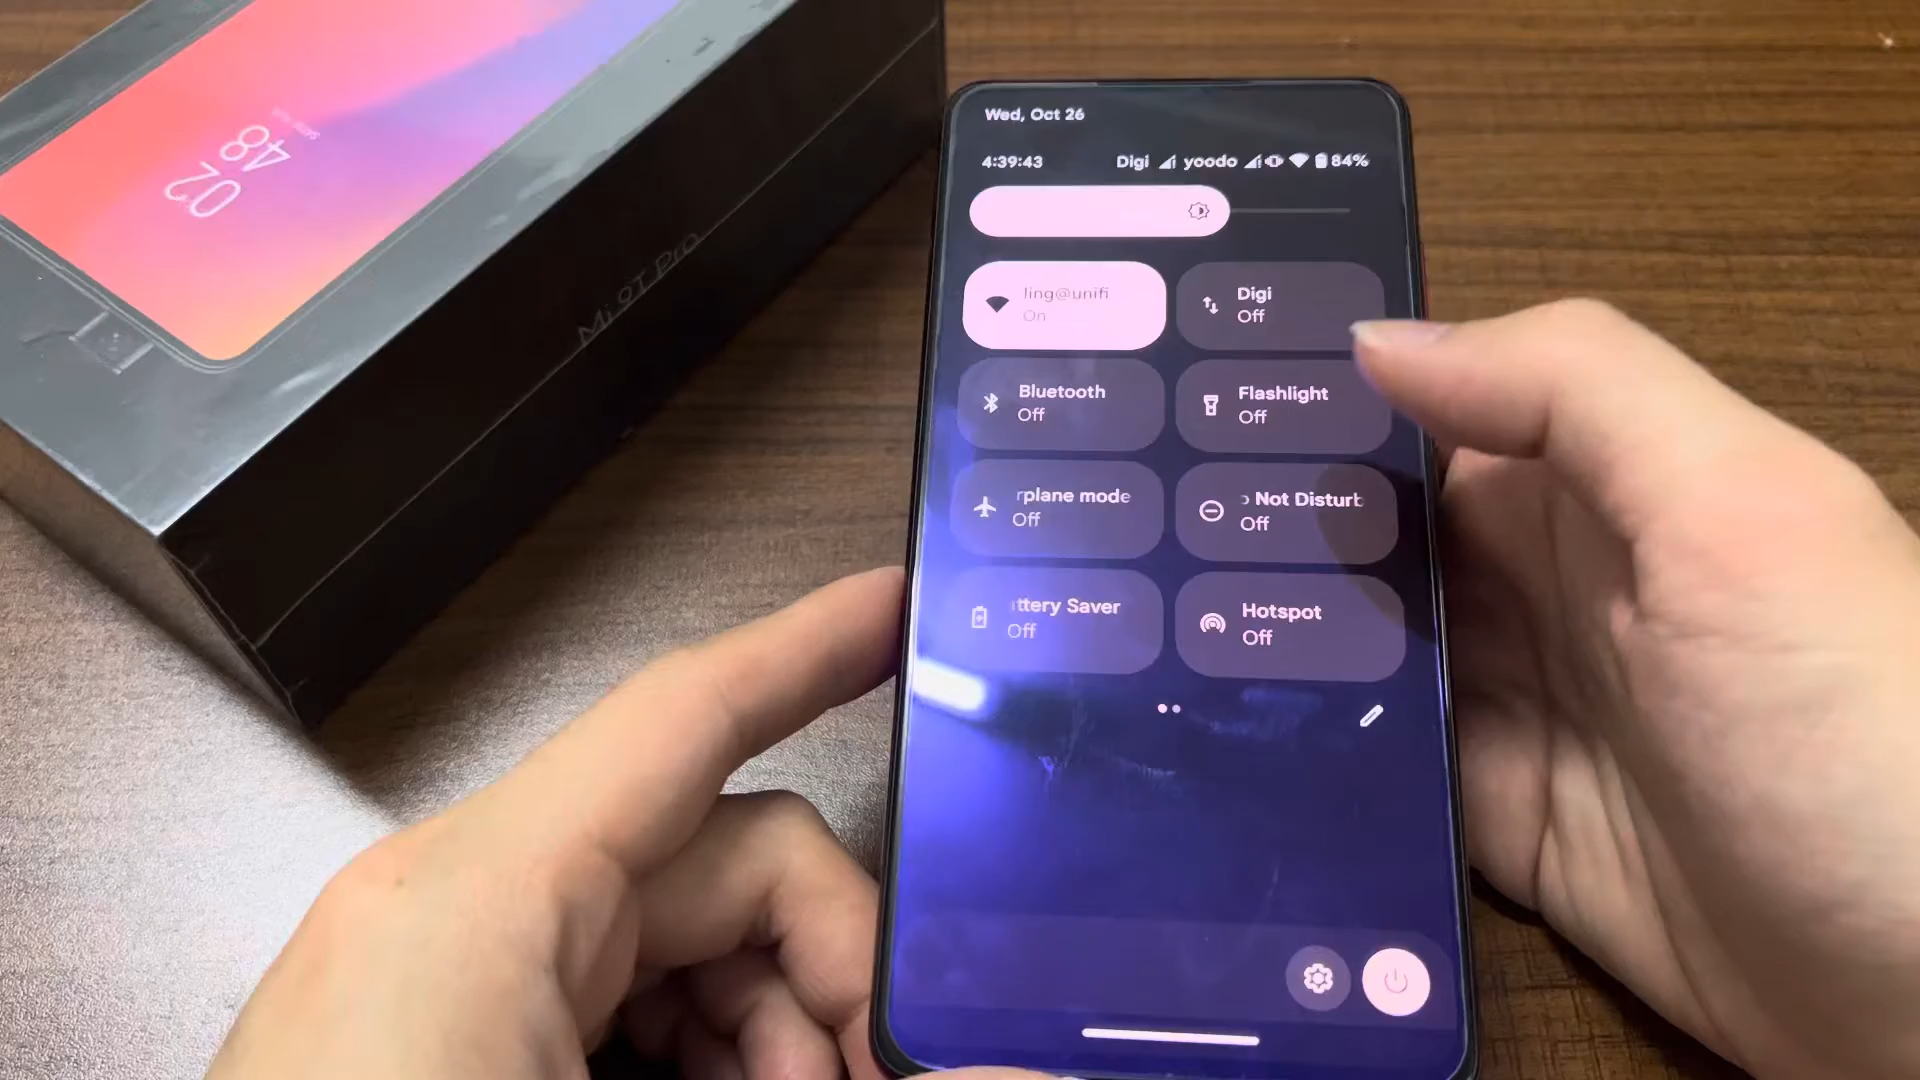 02
48
Mi 9T Pro
Wed, Oct 26
4:39:43 Digi yoodo 84%
ling@unifi
On
Digi
Off
Bluetooth
Off
Flashlight
Off
rplane mode
Off
Not Disturb
Off
ttery Saver
Off
Hotspot
Off